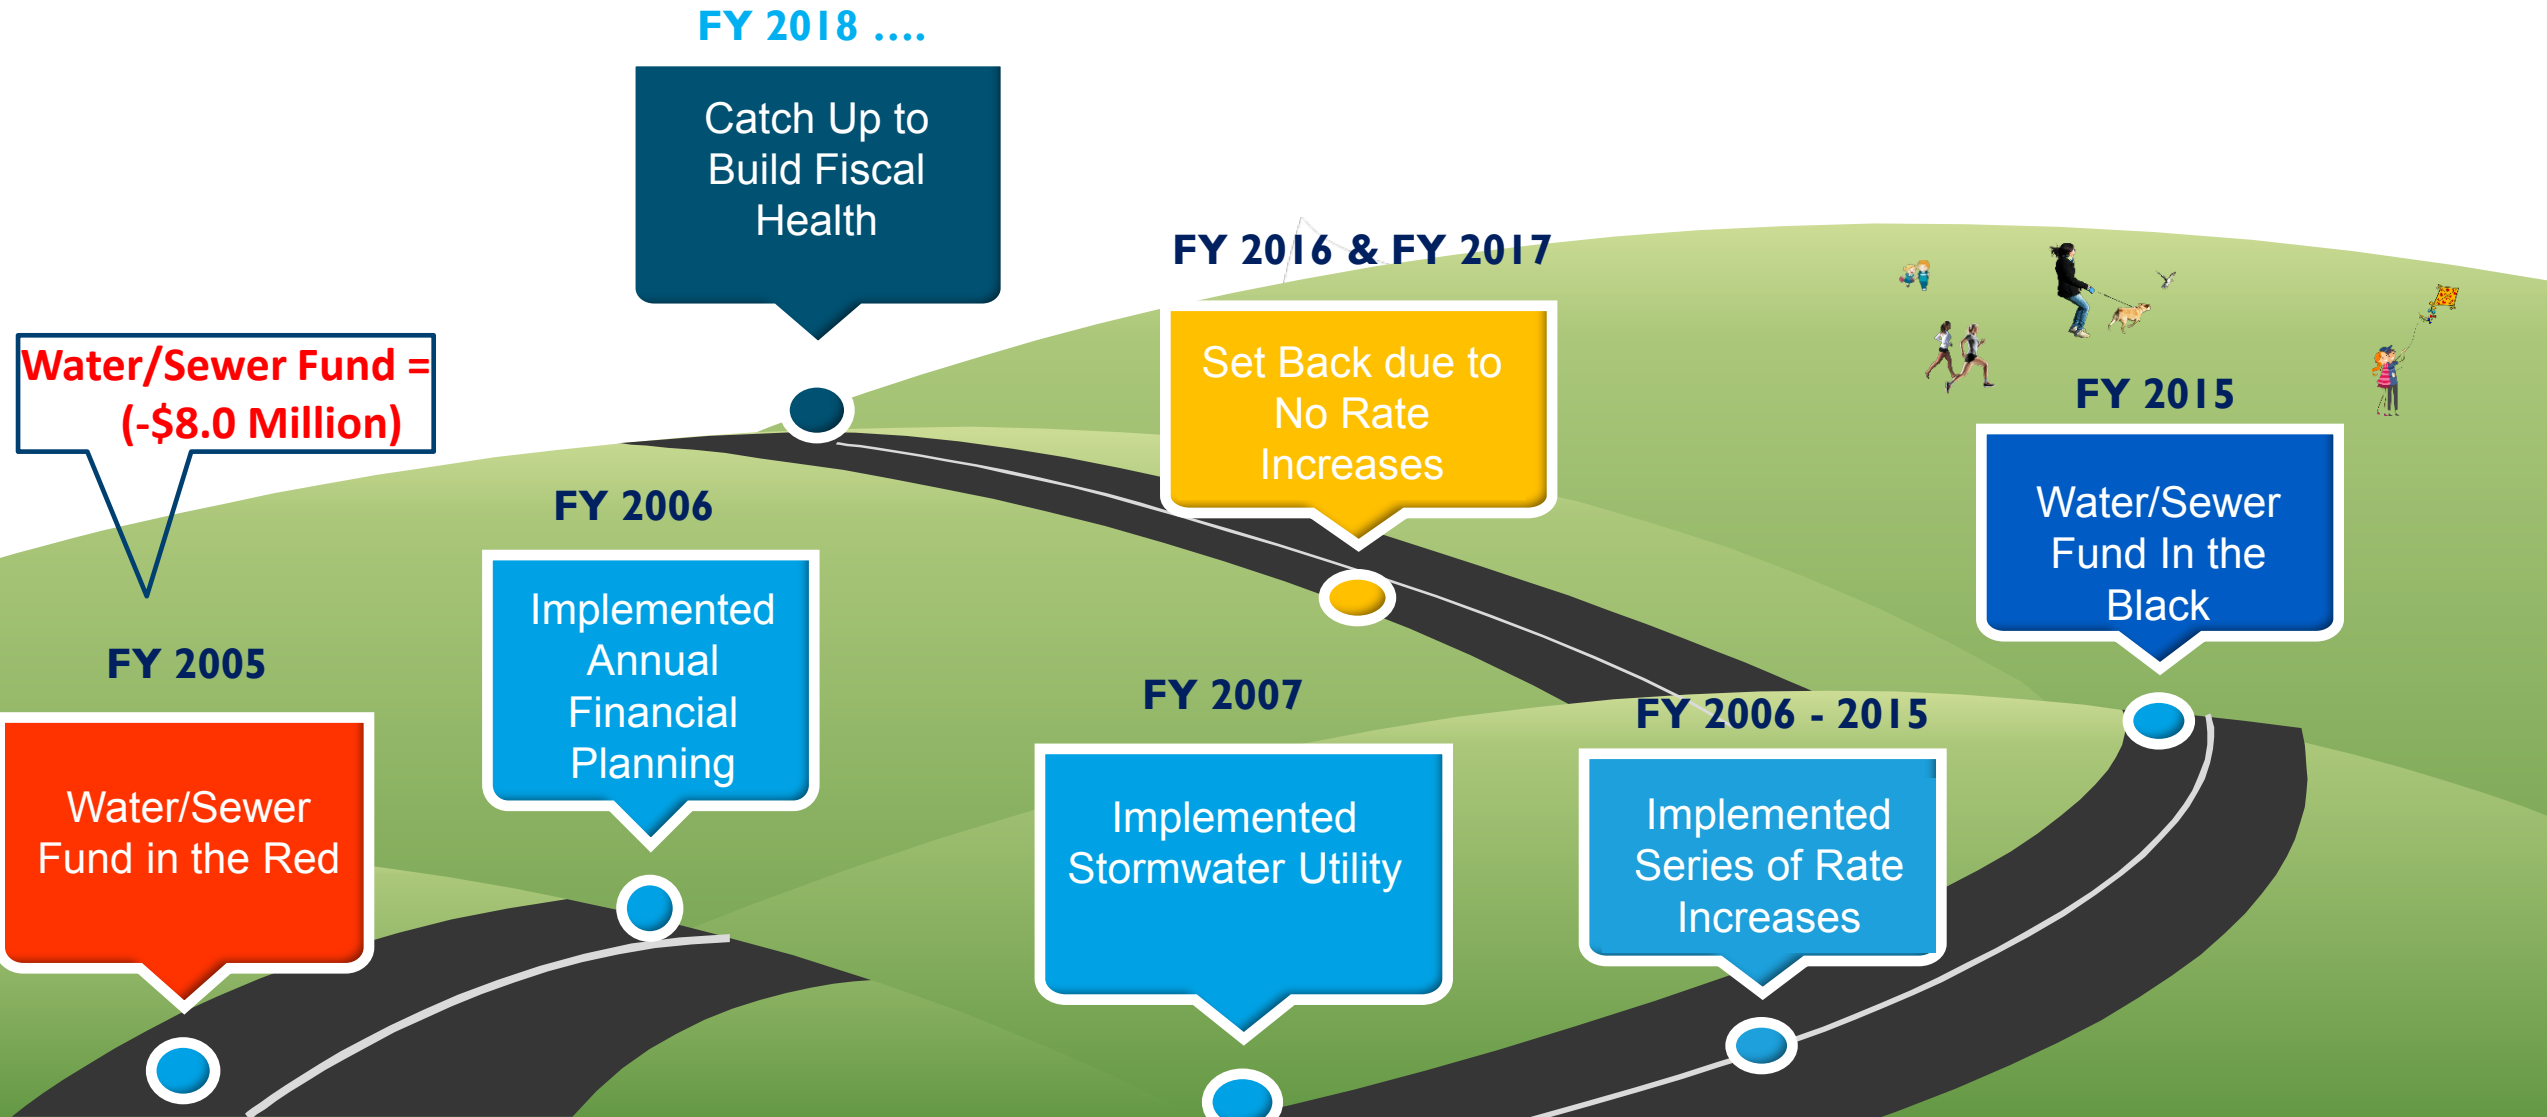 FY 2018 ....
Catch Up to
Build Fiscal
Health
FY 2016 & FY 2017
Set Back due to
No Rate
Increases
Water/Sewer Fund =
(-$8.0 Million)
FY 2015
Water/Sewer
Fund In the
Black
FY 2006
Implemented
Annual
Financial
Planning
FY 2005
Water/Sewer
Fund in the Red
FY 2007
Implemented
Stormwater Utility
FY 2006 - 2015
Implemented
Series of Rate
Increases